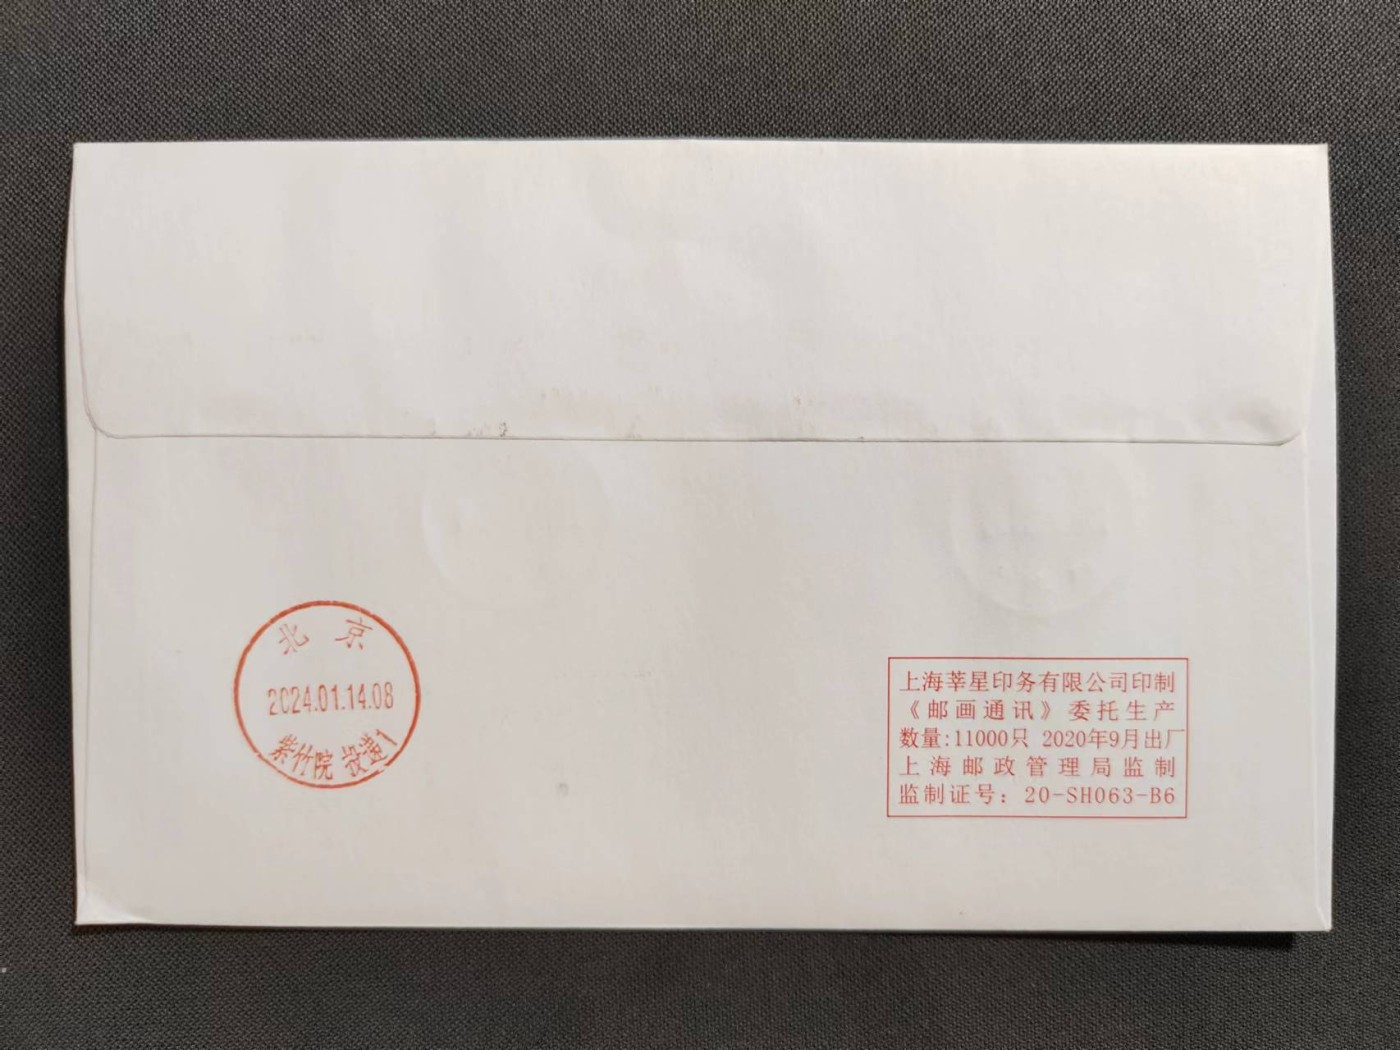 北京
2024.01.14.08
紫竹院 投递1
上海莘星印务有限公司印制
《邮画通讯》委托生产
数量:11000只 2020年9月出厂
上海邮政管理局监制
监制证号：20-SH063-B6